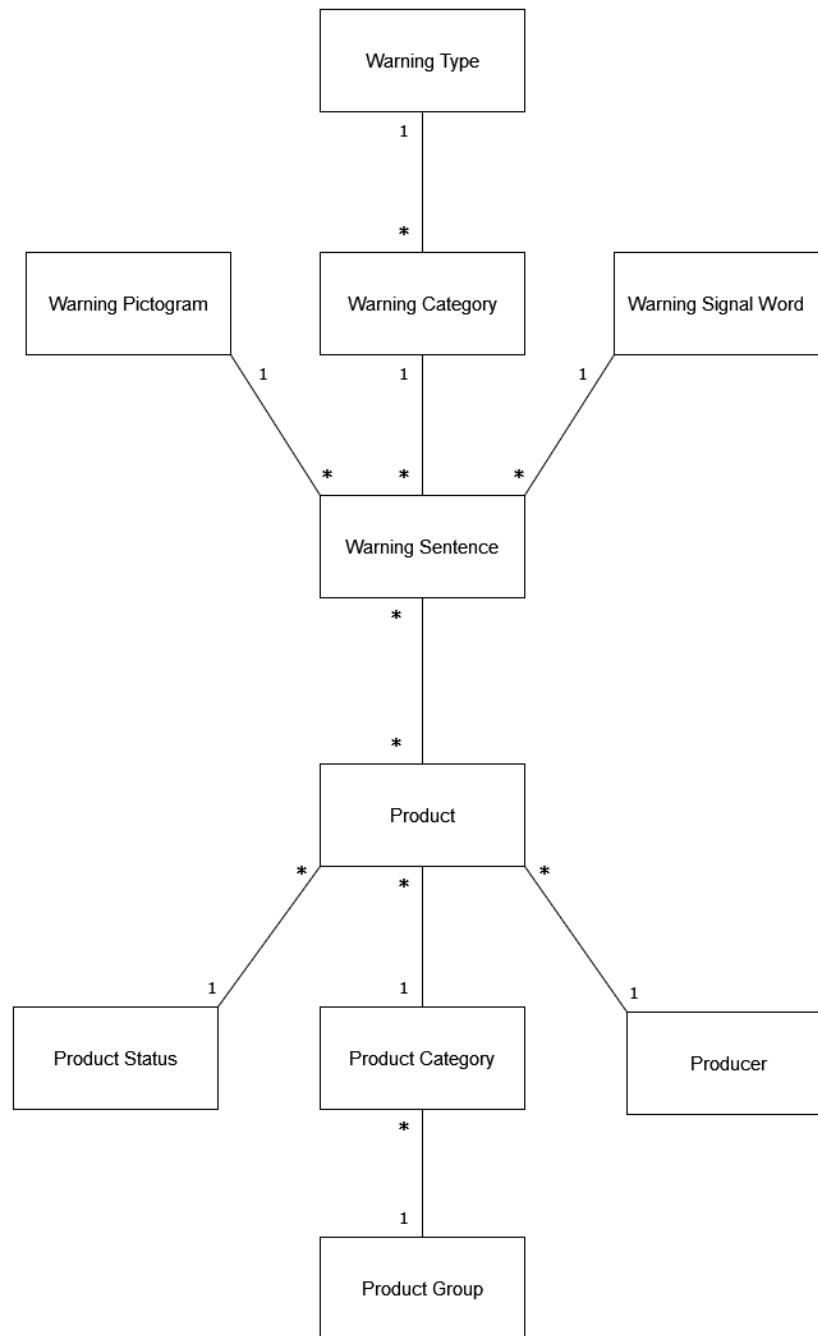 Warning Type
1
*
Warning Pictogram
Warning Category
Warning Signal Word
1
1
1
*
*
*
Warning Sentence
*
*
Product
*
*
*
1
1
1
Product Status
Product Category
Producer
*
1
Product Group